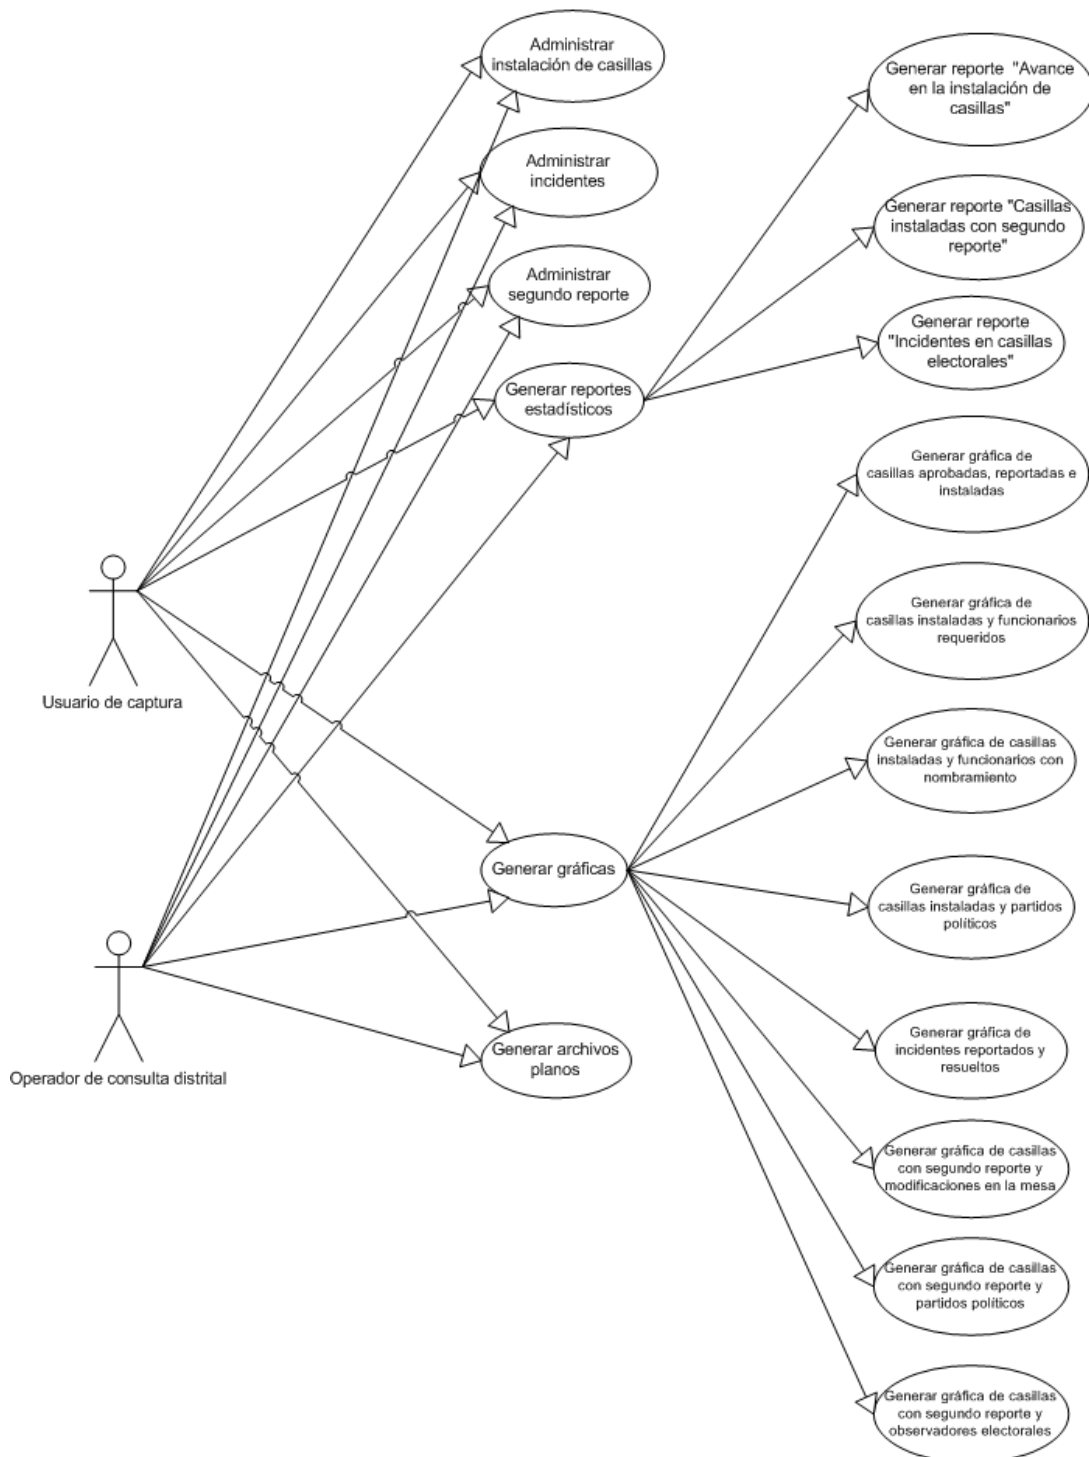 Administrar
instalación de casillas
Administrar
incidentes
Administrar
segundo reporte
Generar reportes
estadísticos
Generar reporte "Avance
en la instalación de
casillas"
Generar reporte "Casillas
instaladas con segundo
reporte"
Generar reporte
"Incidentes en casillas
electorales"
Generar gráfica de
casillas aprobadas, reportadas e
instaladas
Generar gráfica de
casillas instaladas y funcionarios
requeridos
Generar gráfica de casillas
instaladas y funcionarios con
nombramiento
Generar gráfica de
casillas instaladas y partidos
políticos
Generar gráfica de
incidentes reportados y
resueltos
Generar gráfica de casillas
con segundo reporte y
modificaciones en la mesa
Generar gráfica de casillas
con segundo reporte y
partidos políticos
Generar gráfica de casillas
con segundo reporte y
observadores electorales
Usuario de captura
Generar gráficas
Operador de consulta distrital
Generar archivos
planos